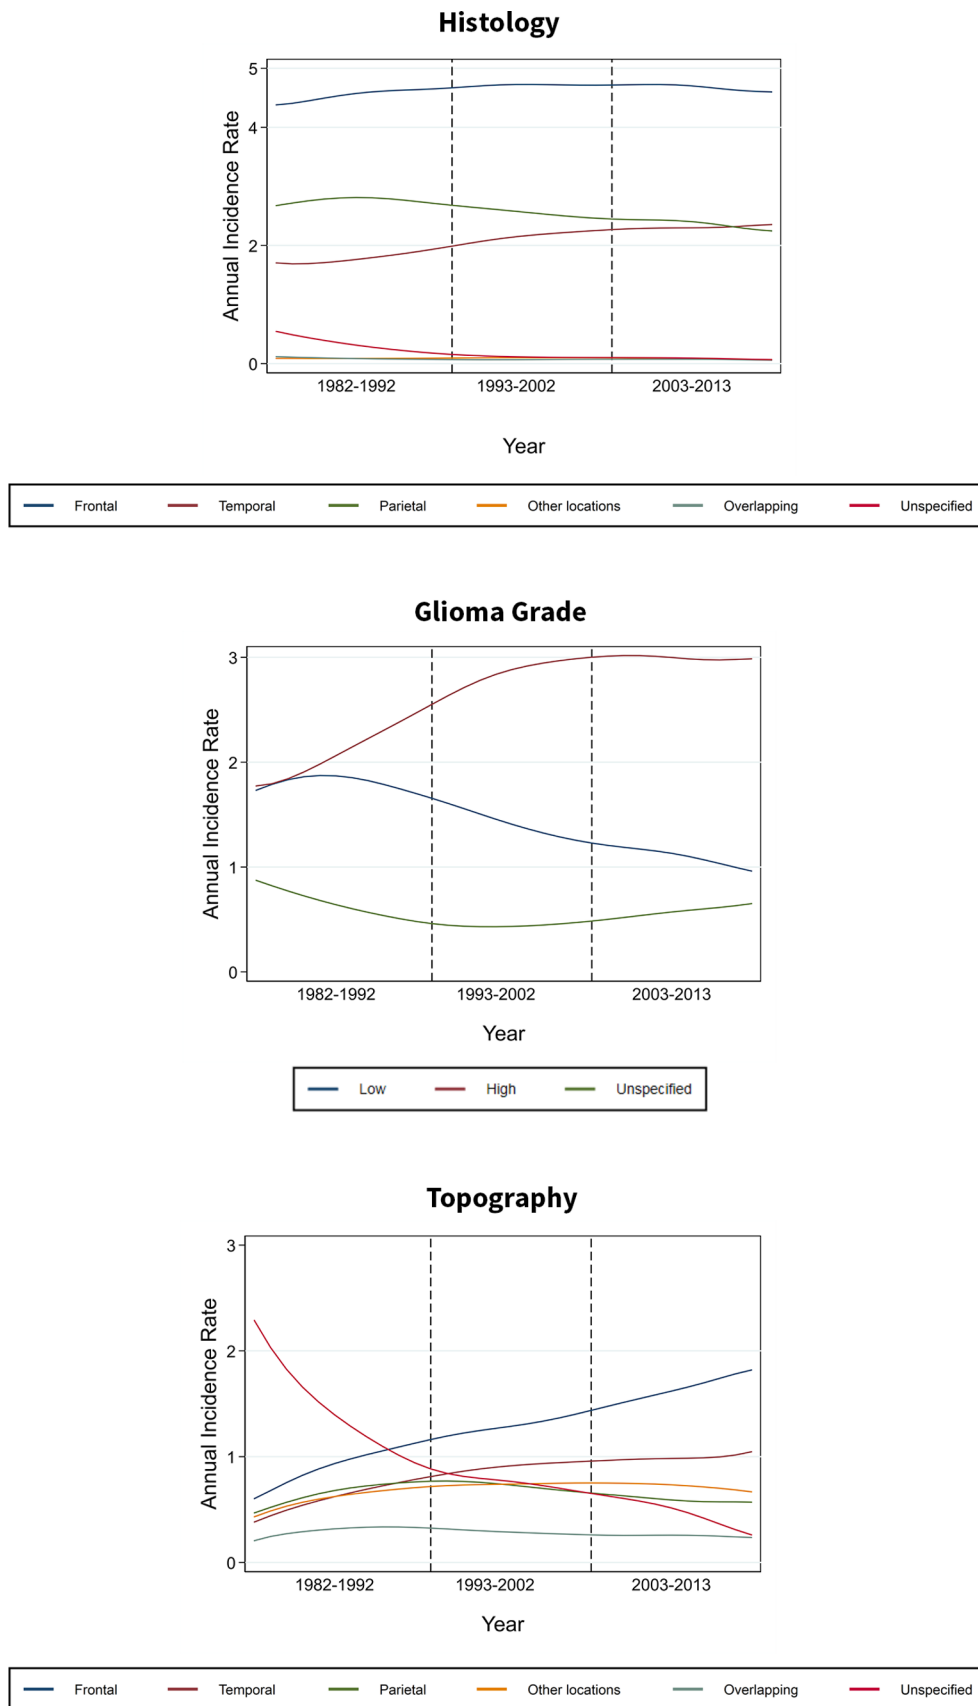 Histology
5
4
2
0
Annual Incidence Rate
1982-1992 1993-2002 2003-2013
Year
Frontal Temporal Parietal Other locations Overlapping Unspecified
Glioma Grade
3
2
1
0
Annual Incidence Rate
1982-1992 1993-2002 2003-2013
Year
Low High Unspecified
Topography
3
2
1
0
Annual Incidence Rate
1982-1992 1993-2002 2003-2013
Year
Frontal Temporal Parietal Other locations Overlapping Unspecified